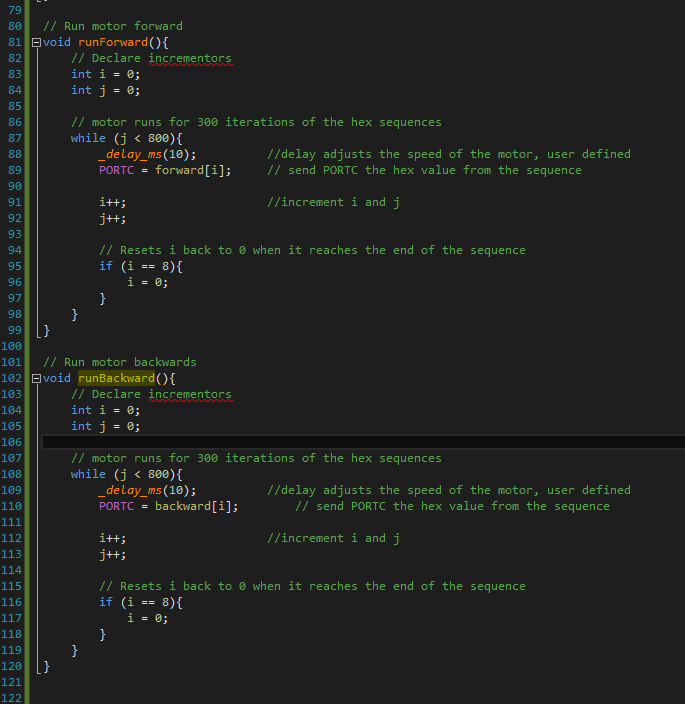 79
80 // Run motor forward
81 void runForward(){
82 // Declare incrementors
83 int i = 0;
84 int j = 0;
85
86 // motor runs for 300 iterations of the hex sequences
87 while (j < 800){
88 _delay_ms(10); //delay adjusts the speed of the motor, user defined
89 PORTC = forward[i]; // send PORTC the hex value from the sequence
90
91 i++; //increment i and j
92 j++;
93
94 // Resets i back to 0 when it reaches the end of the sequence
95 if (i == 8){
96 i = 0;
97 }
98 }
99 }
100
101 // Run motor backwards
102 void runBackward(){
103 // Declare incrementors
104 int i = 0;
105 int j = 0;
106
107 // motor runs for 300 iterations of the hex sequences
108 while (j < 800){
109 _delay_ms(10); //delay adjusts the speed of the motor, user defined
110 PORTC = backward[i]; // send PORTC the hex value from the sequence
111
112 i++; //increment i and j
113 j++;
114
115 // Resets i back to 0 when it reaches the end of the sequence
116 if (i == 8){
117 i = 0;
118 }
119 }
120 }
121
122